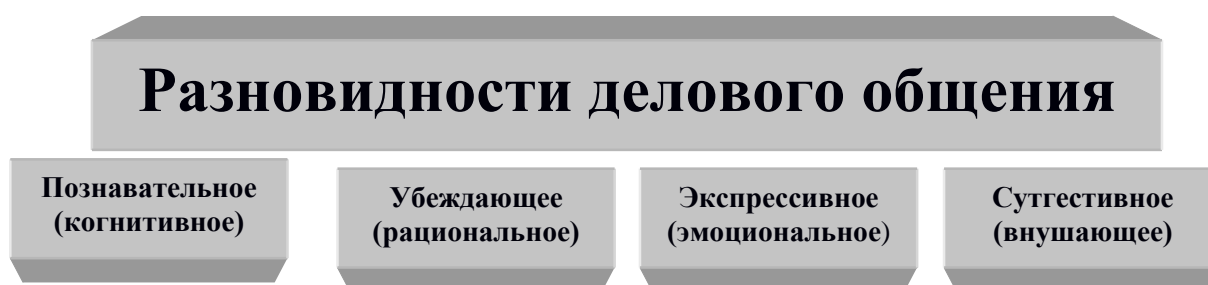 Разновидности делового общения
Познавательное
(когнитивное)
Убеждающее
(рациональное)
Экспрессивное
(эмоциональное)
Сутгестивное
(внушающее)